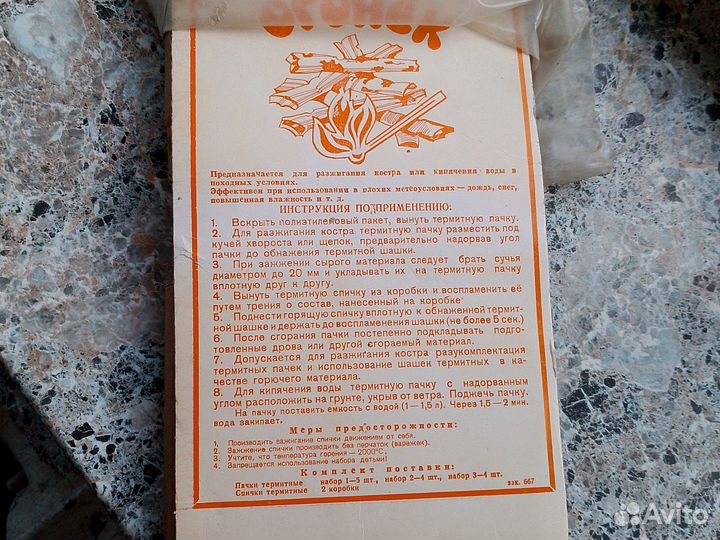 ОГОНЕК
Предназначается для разжигания костра или кипячения воды в
походных условиях.
Эффективен при использовании в плохих метеоусловиях — дождь, снег,
повышенная влажность и т. д.
ИНСТРУКЦИЯ ПО ПРИМЕНЕНИЮ:
1. Вскрыть полиэтиленовый пакет, вынуть термитную пачку.
2. Для разжигания костра термитную пачку разместить под
кучей хвороста или щепок, предварительно надорвав угол
пачки до обнажения термитной шашки.
3. При зажжении сырого материала следует брать сучья
диаметром до 20 мм и укладывать их на термитную пачку
вплотную друг к другу.
4. Вынуть термитную спичку из коробки и воспламенить её
путем трения о состав, нанесенный на коробке.
5. Поднести горящую спичку вплотную к обнаженной термит-
ной шашке и держать до воспламенения шашки (не более 5 сек.)
6. После сгорания пачки постепенно подкладывать подго-
товленные дрова или другой сгораемый материал.
7. Допускается для разжигания костра разукомплектация
термитных пачек и использование шашек термитных в ка-
честве горючего материала.
8. Для кипячения воды термитную пачку с надорванным
углом расположить на грунте, укрыв от ветра. Поджечь пачку.
На пачку поставить емкость с водой (1—1,5 л). Через 1,5—2 мин.
вода закипает.
Меры предосторожности:
1. Производить зажигание спички движением от себя.
2. Зажжение спички производить без перчаток (варежек).
3. Учтите, что температура горения — 2000°С.
4. Запрещается использование набора детьми!
Комплект поставки:
Пачки термитные набор 1—5 шт., набор 2—4 шт., набор 3—4 шт.
Спички термитные 2 коробки
зак. 667
Avito